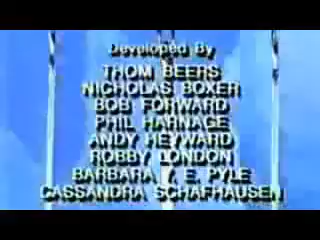 Developed By
THOM BEERS
NICHOLAS BOXER
BOB FORWARD
PHIL HARNAGE
ANDY HEYWARD
ROBBY LONDON
BARBARA Y. E. PYLE
CASSANDRA SCHAFHAUSEN